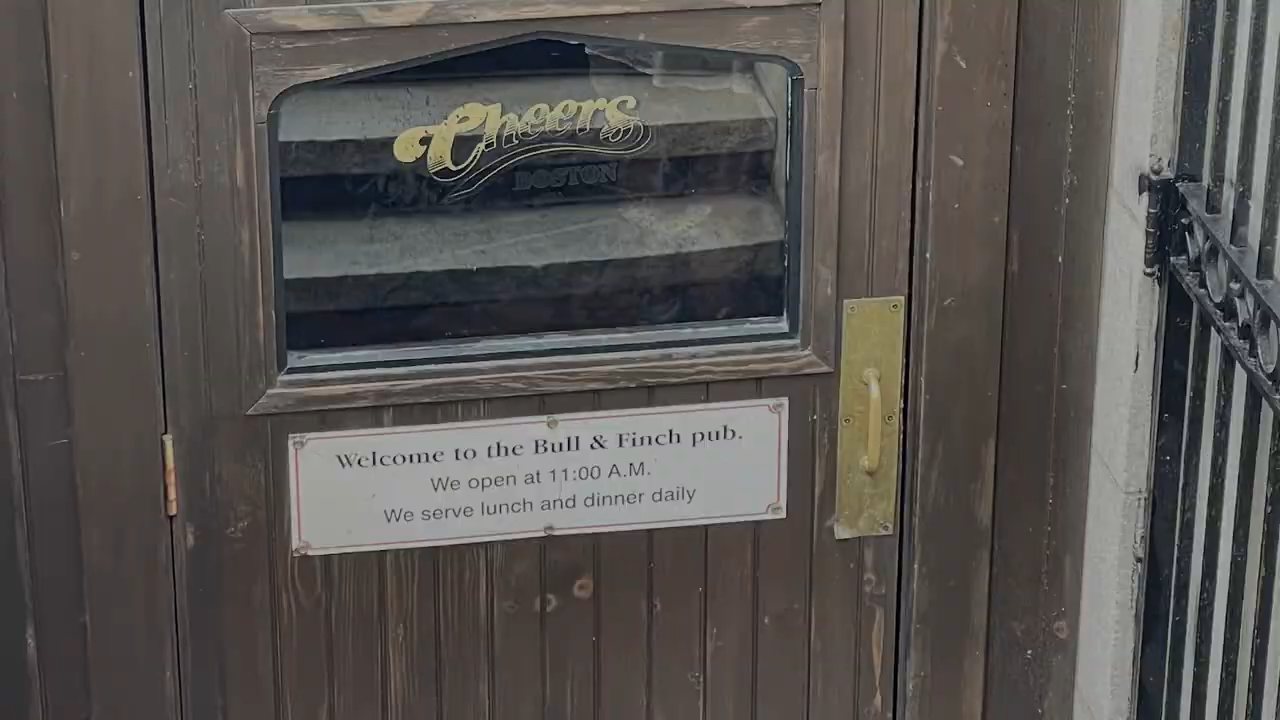 Cheers
BOSTON
Welcome to the Bull & Finch pub.
We open at 11:00 A.M.
We serve lunch and dinner daily